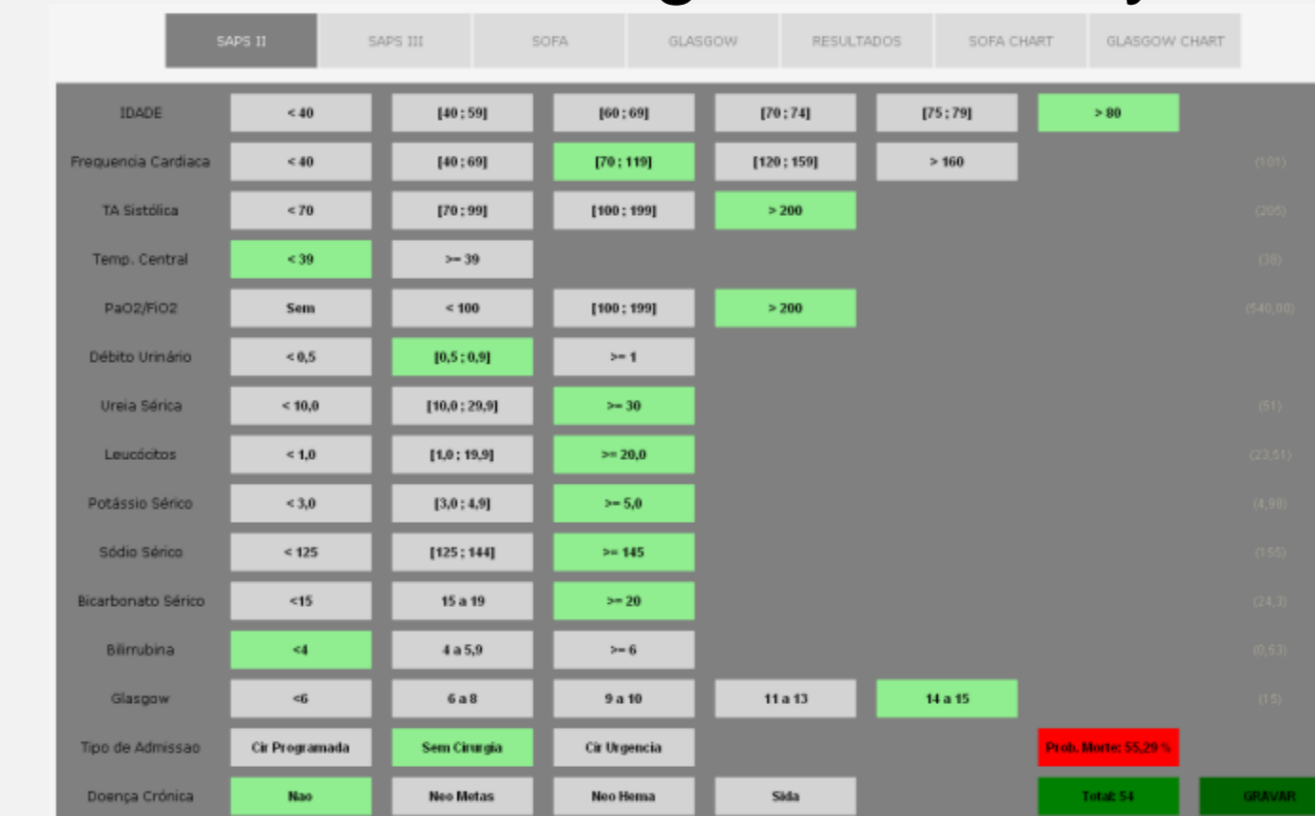 SAPS II SAPS III SOFA GLASGOW RESULTADOS SOFA CHART GLASGOW CHART
IDADE < 40 [40 ; 59] [60 ; 69] [70 ; 74] [75 ; 79] > 80
Frequencia Cardiaca < 40 [40 ; 69] [70 ; 119] [120 ; 159] > 160 (101)
TA Sistólica < 70 [70 ; 99] [100 ; 199] > 200 (205)
Temp. Central < 39 >= 39 (38)
PaO2/FiO2 Sem < 100 [100 ; 199] > 200 (540,00)
Débito Urinário < 0,5 [0,5 ; 0,9] >= 1
Ureia Sérica < 10,0 [10,0 ; 29,9] >= 30 (51)
Leucócitos < 1,0 [1,0 ; 19,9] >= 20,0 (23,51)
Potássio Sérico < 3,0 [3,0 ; 4,9] >= 5,0 (4,98)
Sódio Sérico < 125 [125 ; 144] >= 145 (155)
Bicarbonato Sérico <15 15 a 19 >= 20 (24,3)
Bilirrubina <4 4 a 5,9 >= 6 (0,63)
Glasgow <6 6 a 8 9 a 10 11 a 13 14 a 15 (15)
Tipo de Admissao Cir Programada Sem Cirurgia Cir Urgencia Prob. Morte: 55,29 %
Doença Crónica Nao Neo Metas Neo Hema Sida Total: 54 GRAVAR